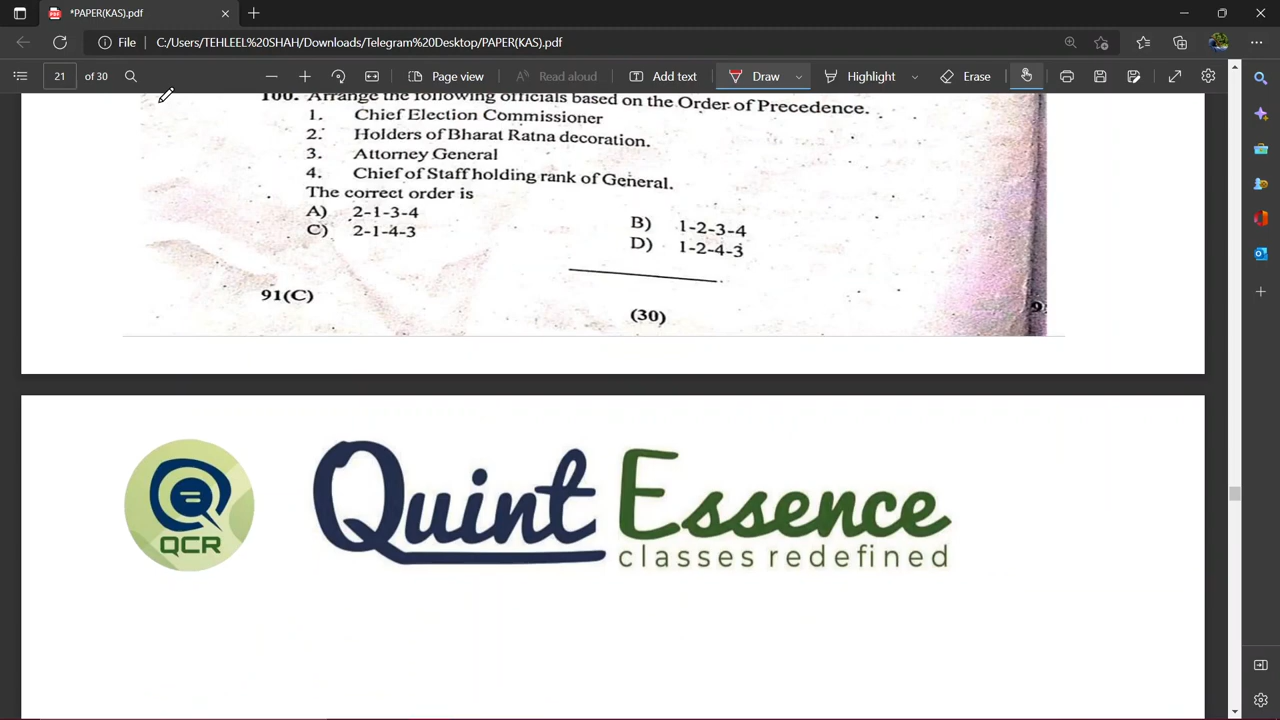 *PAPER(KAS).pdf
File C:/Users/TEHLEEL%20SHAH/Downloads/Telegram%20Desktop/PAPER(KAS).pdf
21 of 30 Page view Read aloud Add text Draw Highlight Erase
100. Arrange the following officials based on the Order of Precedence.
1. Chief Election Commissioner
2. Holders of Bharat Ratna decoration.
3. Attorney General
4. Chief of Staff holding rank of General.
The correct order is
A) 2-1-3-4 B) 1-2-3-4
C) 2-1-4-3 D) 1-2-4-3
91(C)
(30)
QCR
Quint Essence
classes redefined